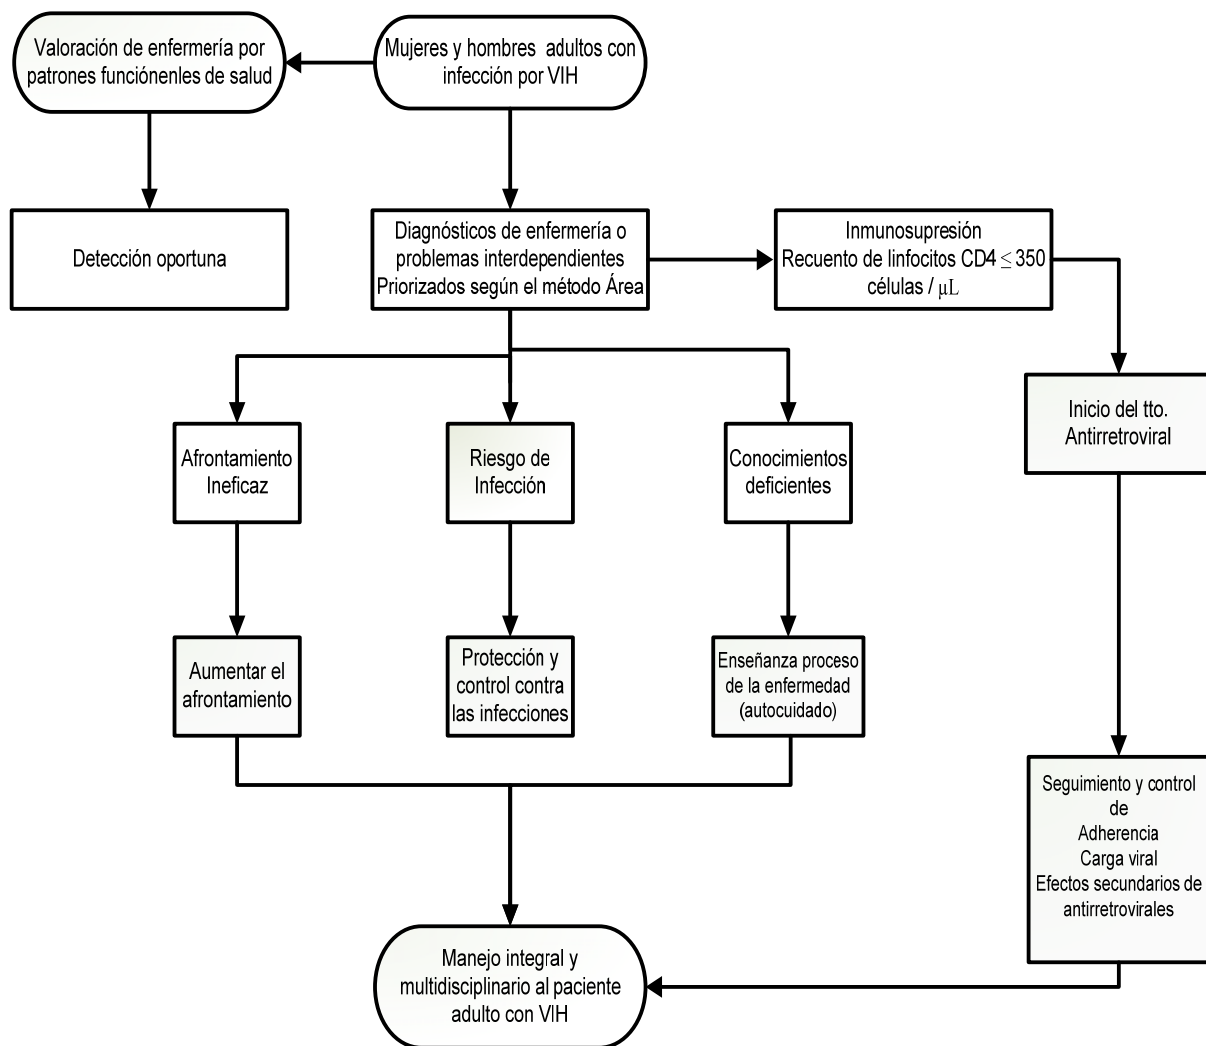 Valoración de enfermería por
patrones funciónenles de salud
Mujeres y hombres adultos con
infección por VIH
Detección oportuna
Diagnósticos de enfermería o
problemas interdependientes
Priorizados según el método Área
Inmunosupresión
Recuento de linfocitos CD4 ≤ 350
células / µL
Inicio del tto.
Antirretroviral
Afrontamiento
Ineficaz
Riesgo de
Infección
Conocimientos
deficientes
Aumentar el
afrontamiento
Protección y
control contra
las infecciones
Enseñanza proceso
de la enfermedad
(autocuidado)
Seguimiento y control
de
Adherencia
Carga viral
Efectos secundarios de
antirretrovirales
Manejo integral y
multidisciplinario al paciente
adulto con VIH